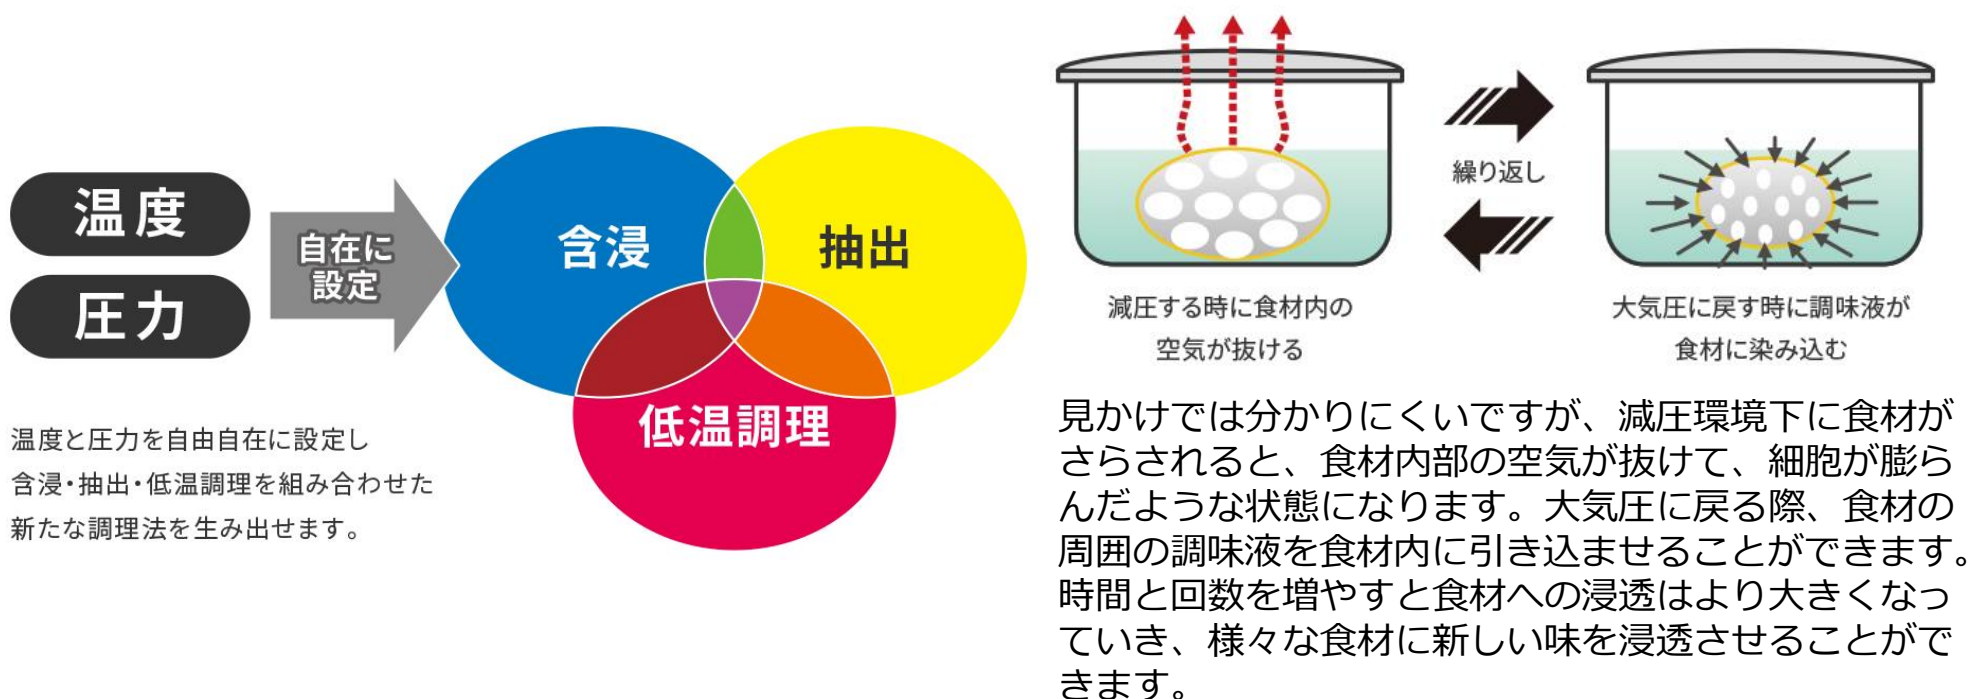 温度
圧力
自在に
設定
含浸
抽出
低温調理
温度と圧力を自由自在に設定し
含浸・抽出・低温調理を組み合わせた
新たな調理法を生み出せます。
繰り返し
減圧する時に食材内の
空気が抜ける
大気圧に戻す時に調味液が
食材に染み込む
見かけでは分かりにくいですが、減圧環境下に食材が
さらされると、食材内部の空気が抜けて、細胞が膨ら
んだような状態になります。大気圧に戻る際、食材の
周囲の調味液を食材内に引き込ませることができます。
時間と回数を増やすと食材への浸透はより大きくなっ
ていき、様々な食材に新しい味を浸透させることがで
きます。